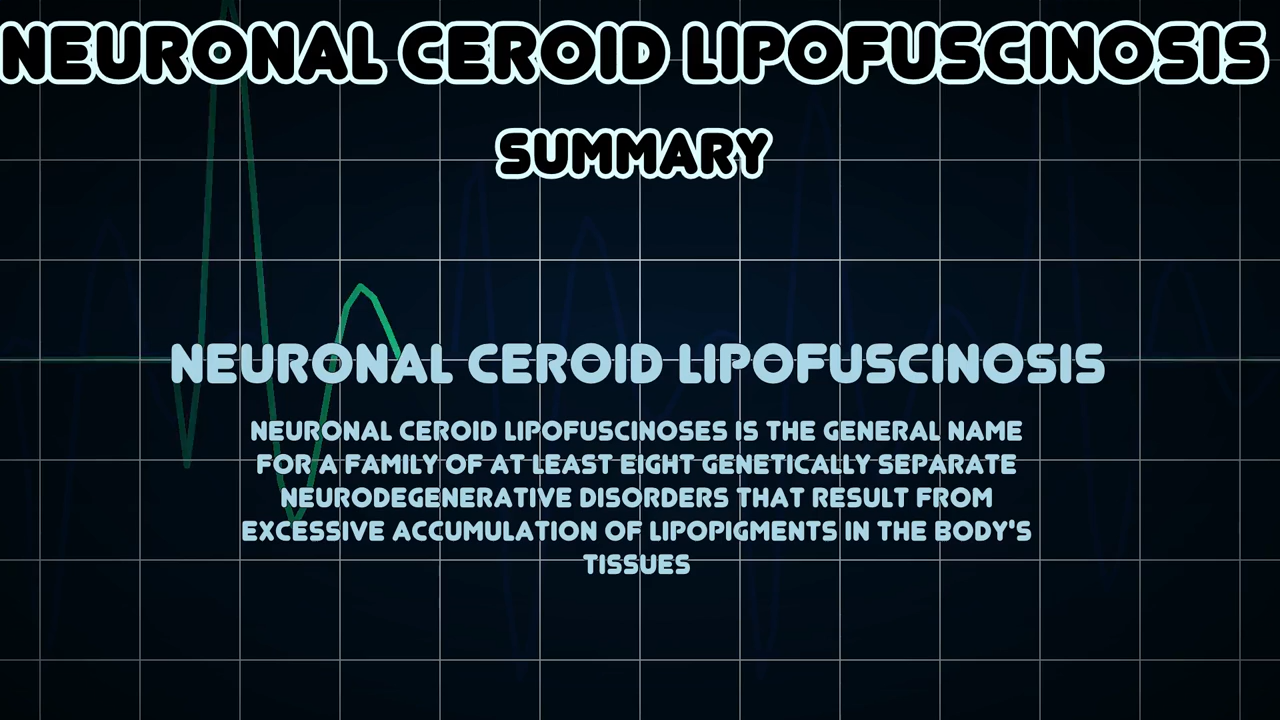 NEURONAL CEROID LIPOFUSCINOSIS
SUMMARY
NEURONAL CEROID LIPOFUSCINOSIS
NEURONAL CEROID LIPOFUSCINOSES IS THE GENERAL NAME
FOR A FAMILY OF AT LEAST EIGHT GENETICALLY SEPARATE
NEURODEGENERATIVE DISORDERS THAT RESULT FROM
EXCESSIVE ACCUMULATION OF LIPOPIGMENTS IN THE BODY'S
TISSUES